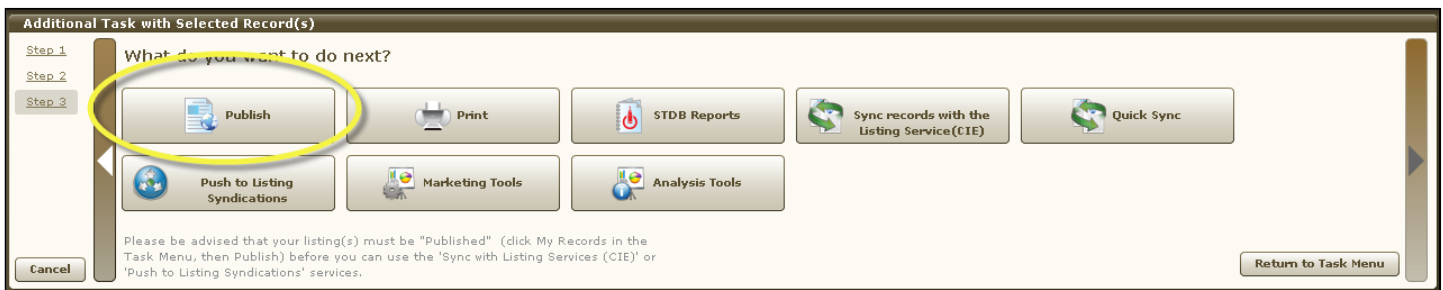 Additional Task with Selected Record(s)
Step 1
Step 2
Step 3
What do you want to do next?
Publish
Print
STDB Reports
Sync records with the
Listing Service(CIE)
Quick Sync
Push to Listing
Syndications
Marketing Tools
Analysis Tools
Please be advised that your listing(s) must be "Published" (click My Records in the
Task Menu, then Publish) before you can use the 'Sync with Listing Services (CIE)' or
'Push to Listing Syndications' services.
Cancel
Return to Task Menu